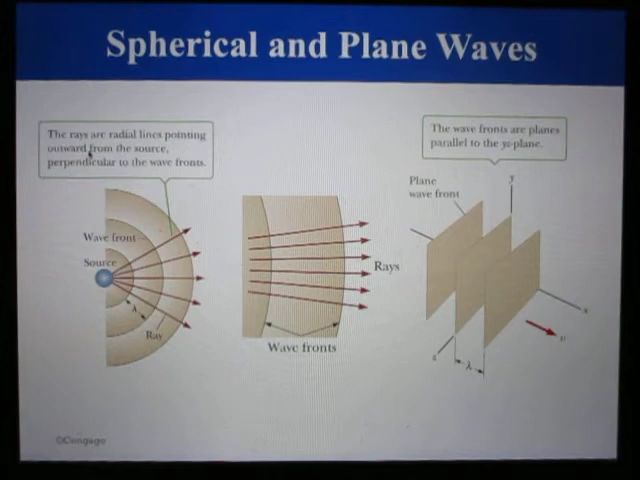 Spherical and Plane Waves
The rays are radial lines pointing
outward from the source,
perpendicular to the wave fronts.
The wave fronts are planes
parallel to the yz-plane.
Plane
wave front
y
Wave front
Source
λ
Ray
Rays
Wave fronts
x
v
z
λ
©Cengage